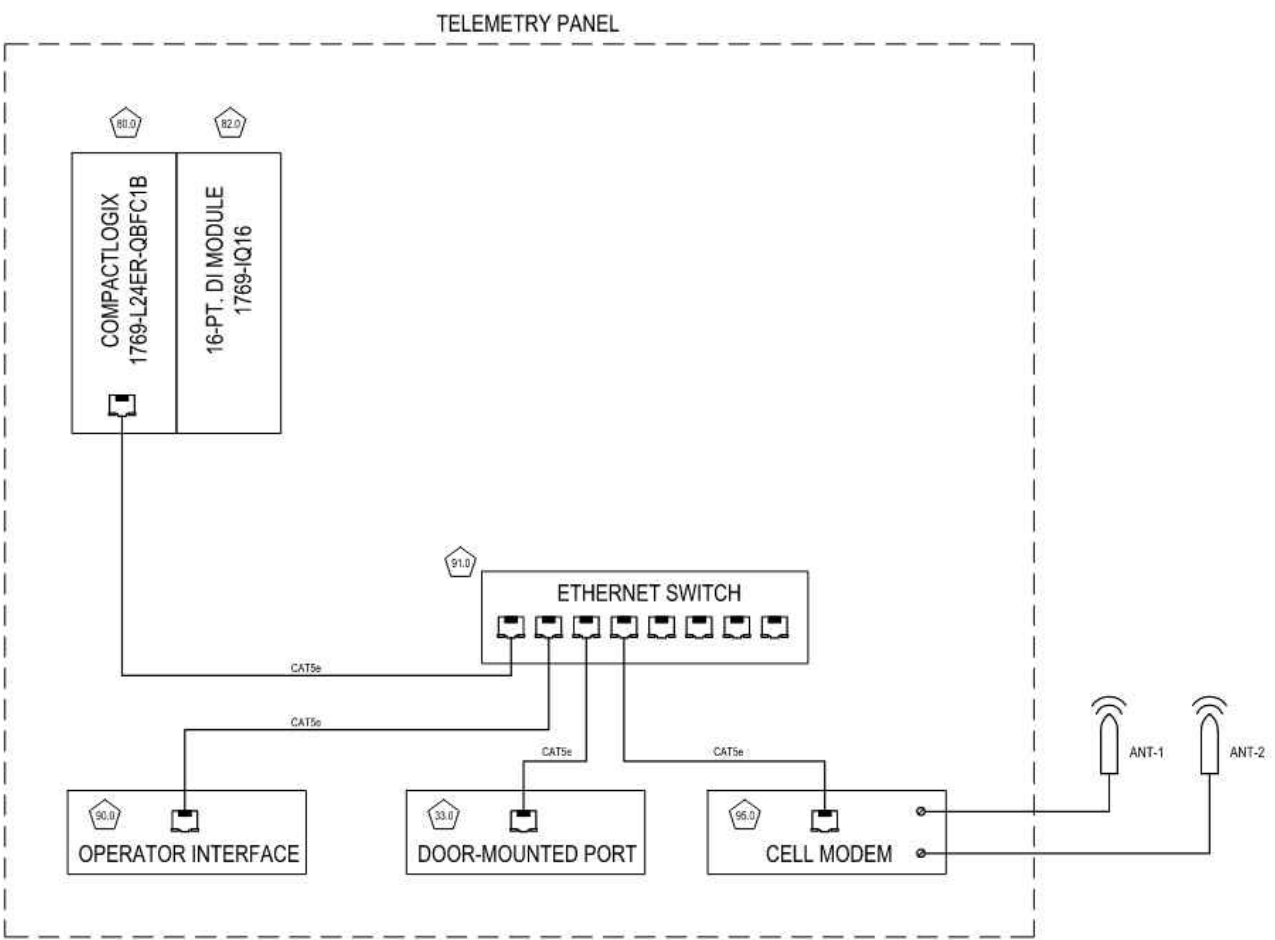 TELEMETRY PANEL
80.0
82.0
COMPACTLOGIX
1769-L24ER-QBFC1B
16-PT. DI MODULE
1769-IQ16
91.0
ETHERNET SWITCH
CAT5e
CAT5e
CAT5e
CAT5e
ANT-1
ANT-2
90.0
OPERATOR INTERFACE
33.0
DOOR-MOUNTED PORT
95.0
CELL MODEM